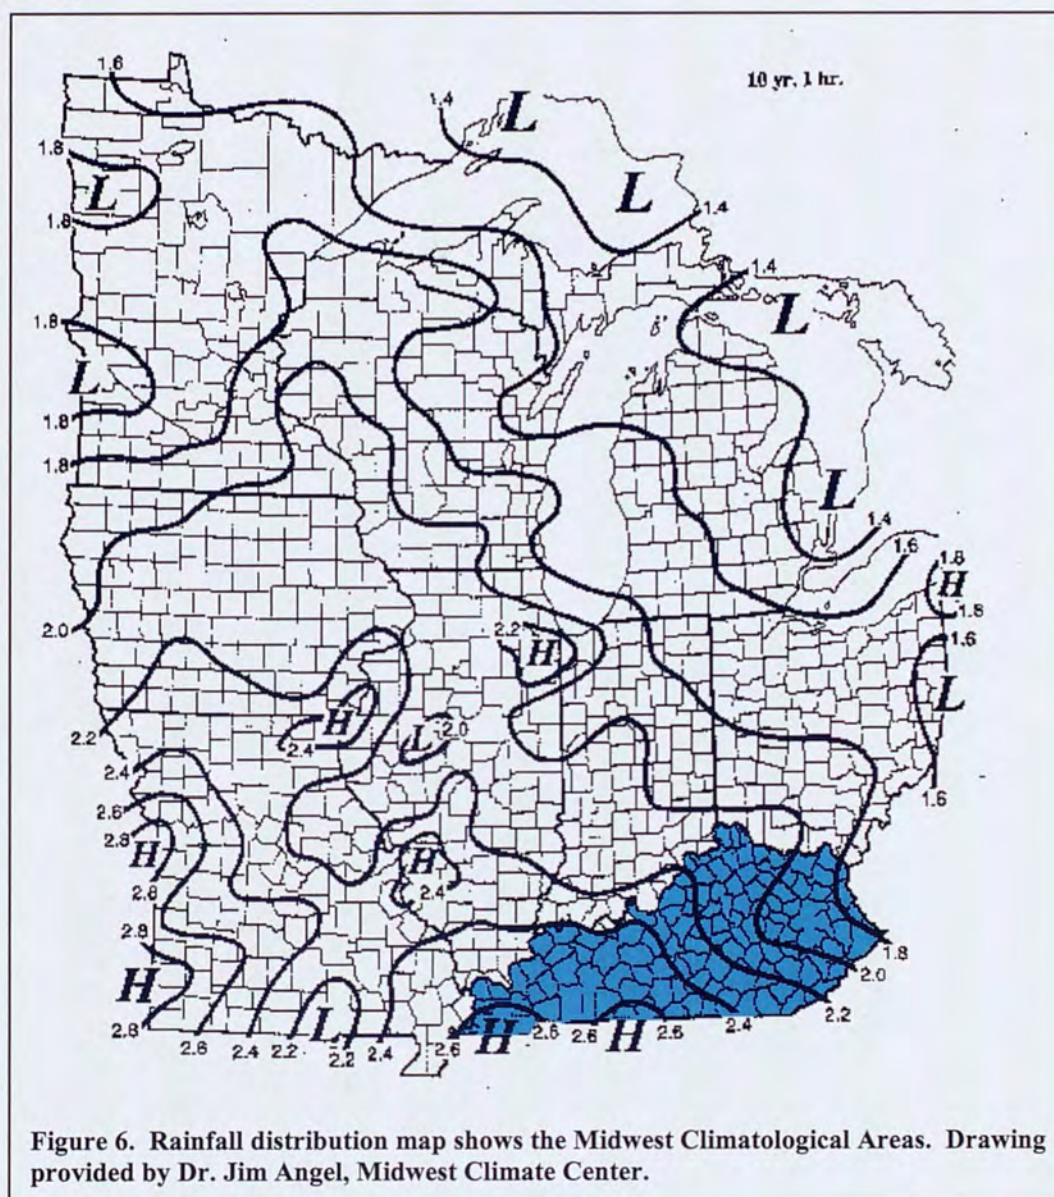 1.6
1.4
L
10 yr. 1 hr.
1.8
L
L
1.8
1.4
1.4
L
1.8
L
1.8
1.8
L
1.4
1.6
1.8
H
1.8
2.0
2.2
H
1.6
L
H
2.4
L
2.0
2.2
2.4
1.6
2.6
2.8
H
H
2.4
2.8
2.8
1.8
2.0
H
L
2.2
2.8
2.6
2.4
2.2
2.2
2.4
2.6
H
2.6
2.6
H
2.6
2.4
Figure 6. Rainfall distribution map shows the Midwest Climatological Areas. Drawing
provided by Dr. Jim Angel, Midwest Climate Center.